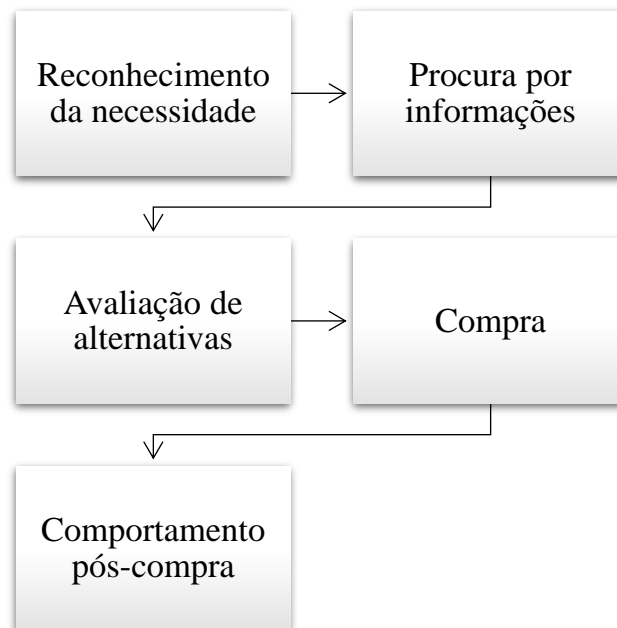 Reconhecimento
da necessidade
Procura por
informações
Avaliação de
alternativas
Compra
Comportamento
pós-compra